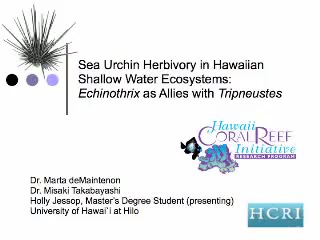 Sea Urchin Herbivory in Hawaiian
Shallow Water Ecosystems:
Echinothrix as Allies with Tripneustes
Hawaii
CORAL REEF
Initiative
RESEARCH PROGRAM
Dr. Marta deMaintenon
Dr. Misaki Takabayashi
Holly Jessop, Master's Degree Student (presenting)
University of Hawai`i at Hilo
HCRI